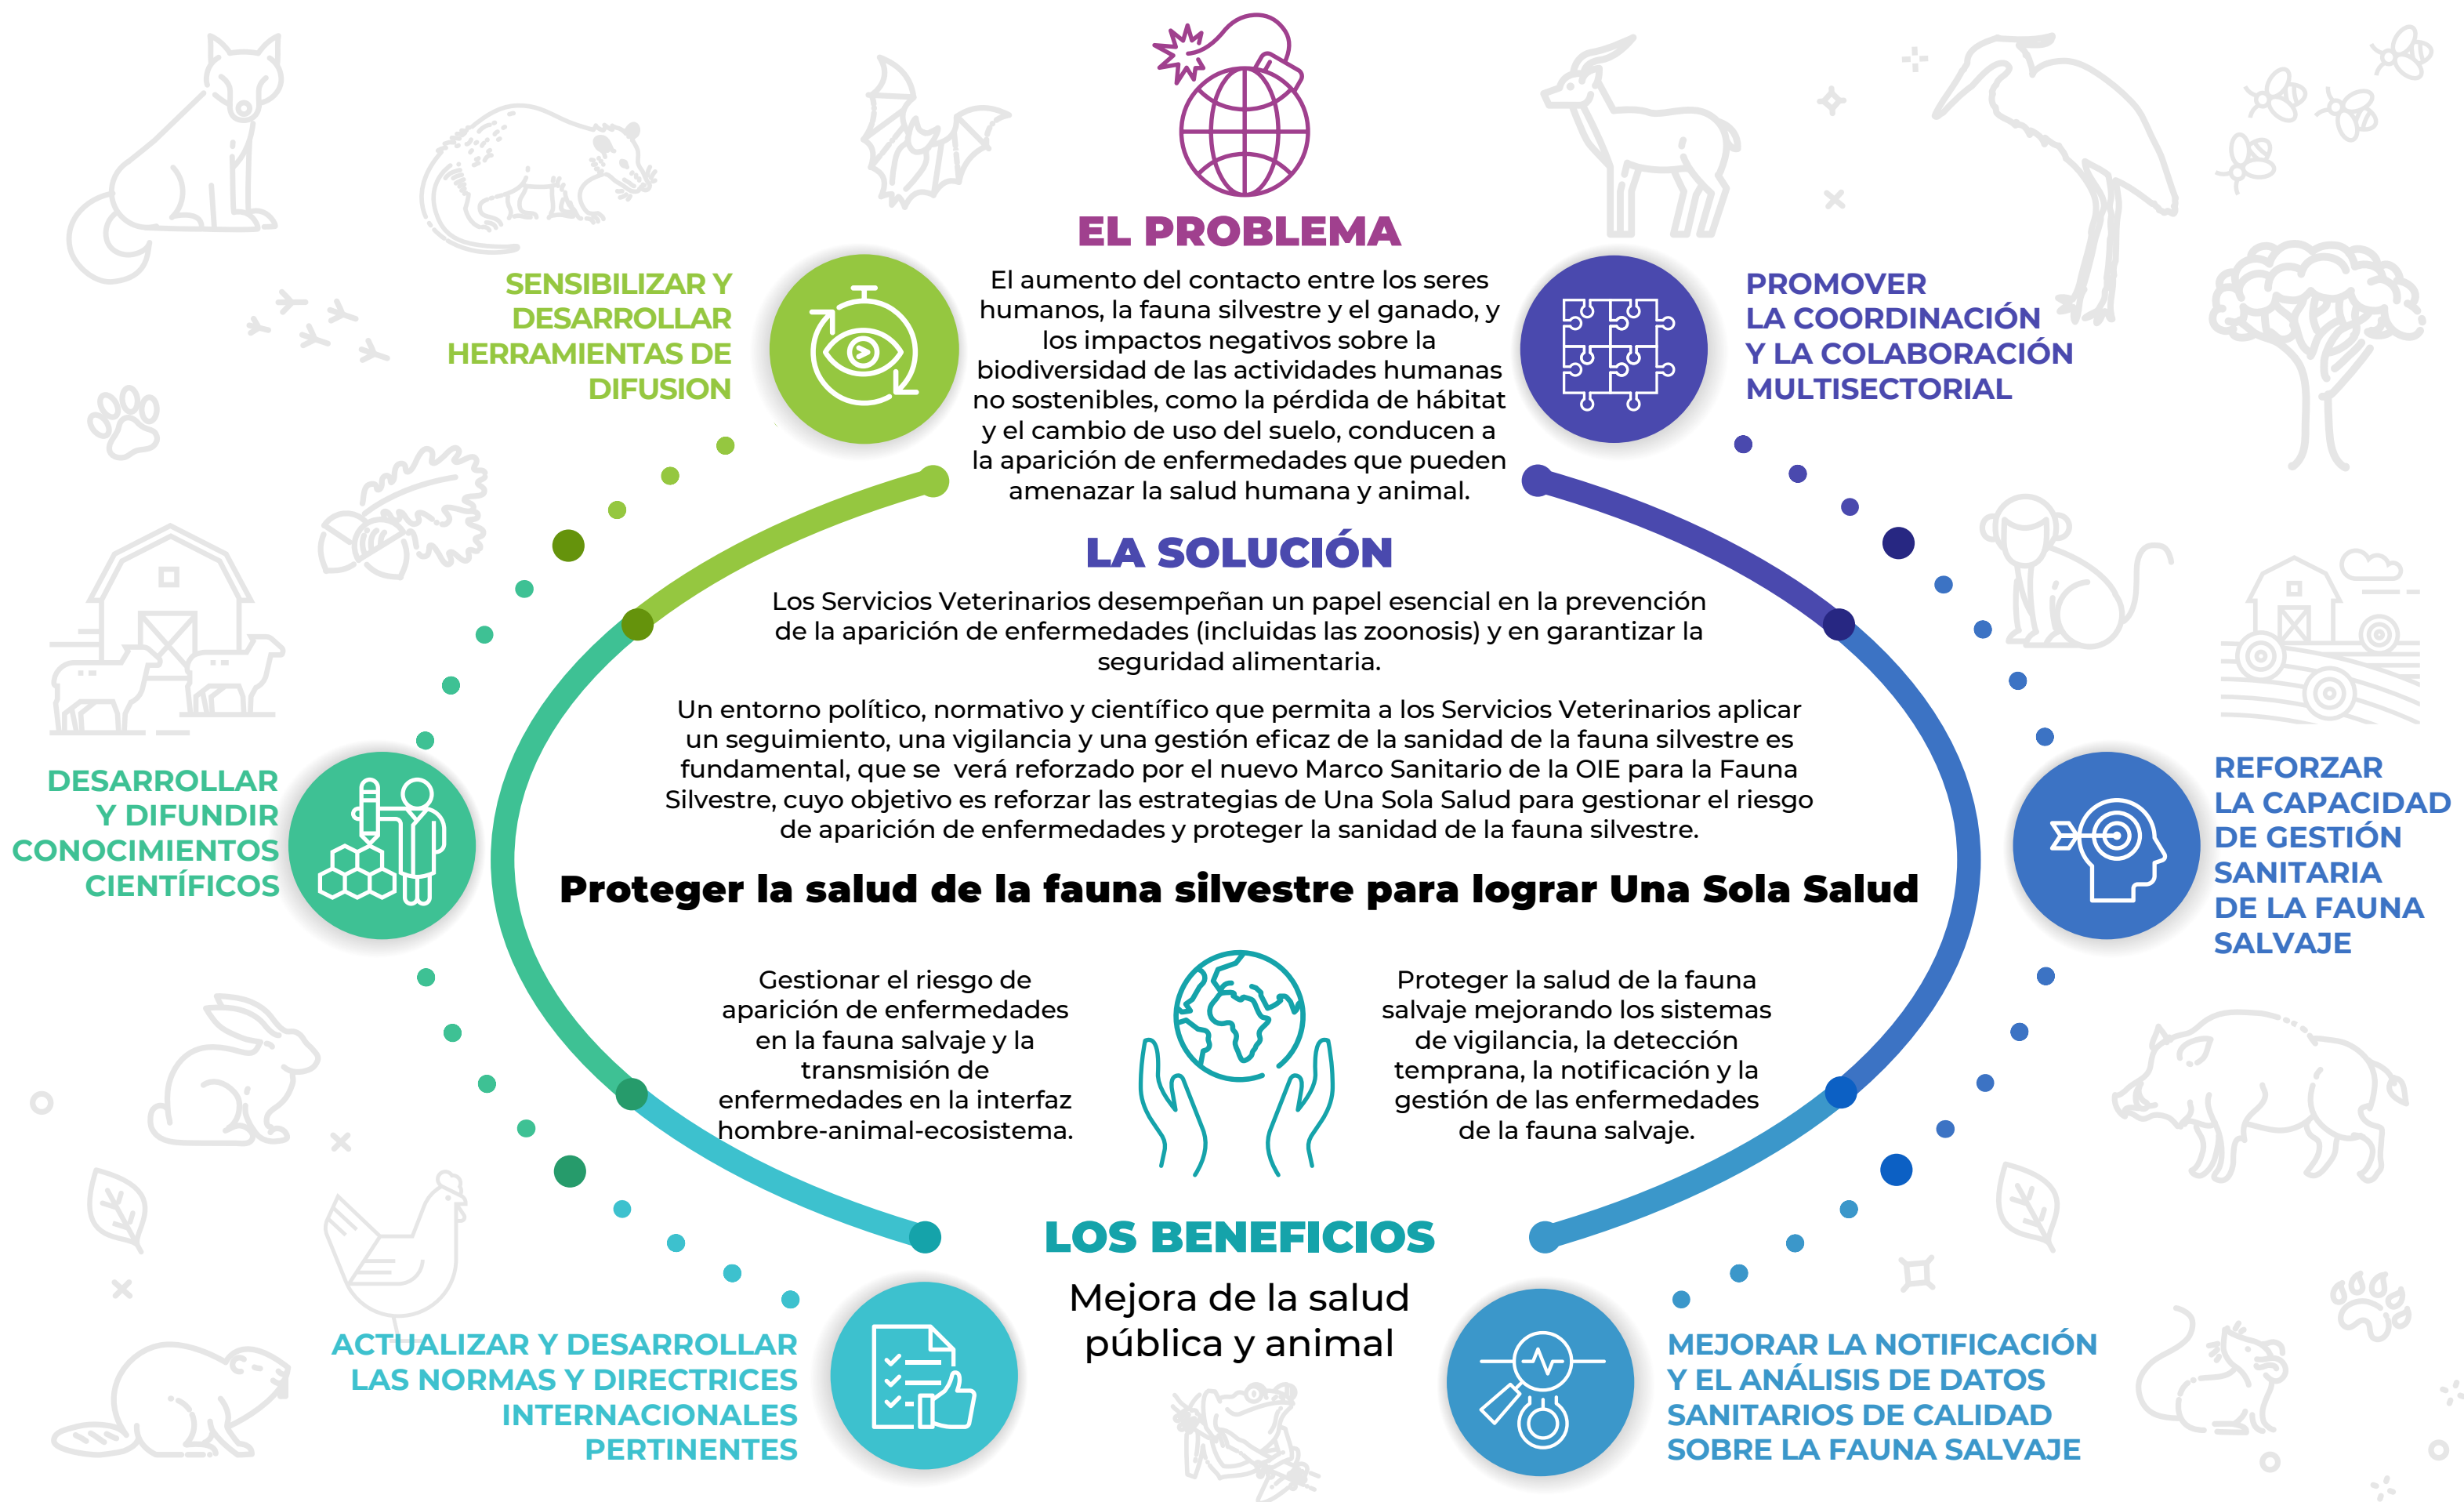 EL PROBLEMA
El aumento del contacto entre los seres
humanos, la fauna silvestre y el ganado, y
los impactos negativos sobre la
biodiversidad de las actividades humanas
no sostenibles, como la pérdida de hábitat
y el cambio de uso del suelo, conducen a
la aparición de enfermedades que pueden
amenazar la salud humana y animal.
SENSIBILIZAR Y
DESARROLLAR
HERRAMIENTAS DE
DIFUSION
PROMOVER
LA COORDINACIÓN
Y LA COLABORACIÓN
MULTISECTORIAL
LA SOLUCIÓN
Los Servicios Veterinarios desempeñan un papel esencial en la prevención
de la aparición de enfermedades (incluidas las zoonosis) y en garantizar la
seguridad alimentaria.
Un entorno político, normativo y científico que permita a los Servicios Veterinarios aplicar
un seguimiento, una vigilancia y una gestión eficaz de la sanidad de la fauna silvestre es
fundamental, que se  verá reforzado por el nuevo Marco Sanitario de la OIE para la Fauna
Silvestre, cuyo objetivo es reforzar las estrategias de Una Sola Salud para gestionar el riesgo
de aparición de enfermedades y proteger la sanidad de la fauna silvestre.
DESARROLLAR
Y DIFUNDIR
CONOCIMIENTOS
CIENTÍFICOS
REFORZAR
LA CAPACIDAD
DE GESTIÓN
SANITARIA
DE LA FAUNA
SALVAJE
Proteger la salud de la fauna silvestre para lograr Una Sola Salud
Gestionar el riesgo de
aparición de enfermedades
en la fauna salvaje y la
transmisión de
enfermedades en la interfaz
hombre-animal-ecosistema.
Proteger la salud de la fauna
salvaje mejorando los sistemas
de vigilancia, la detección
temprana, la notificación y la
gestión de las enfermedades
de la fauna salvaje.
LOS BENEFICIOS
Mejora de la salud
pública y animal
ACTUALIZAR Y DESARROLLAR
LAS NORMAS Y DIRECTRICES
INTERNACIONALES
PERTINENTES
MEJORAR LA NOTIFICACIÓN
Y EL ANÁLISIS DE DATOS
SANITARIOS DE CALIDAD
SOBRE LA FAUNA SALVAJE